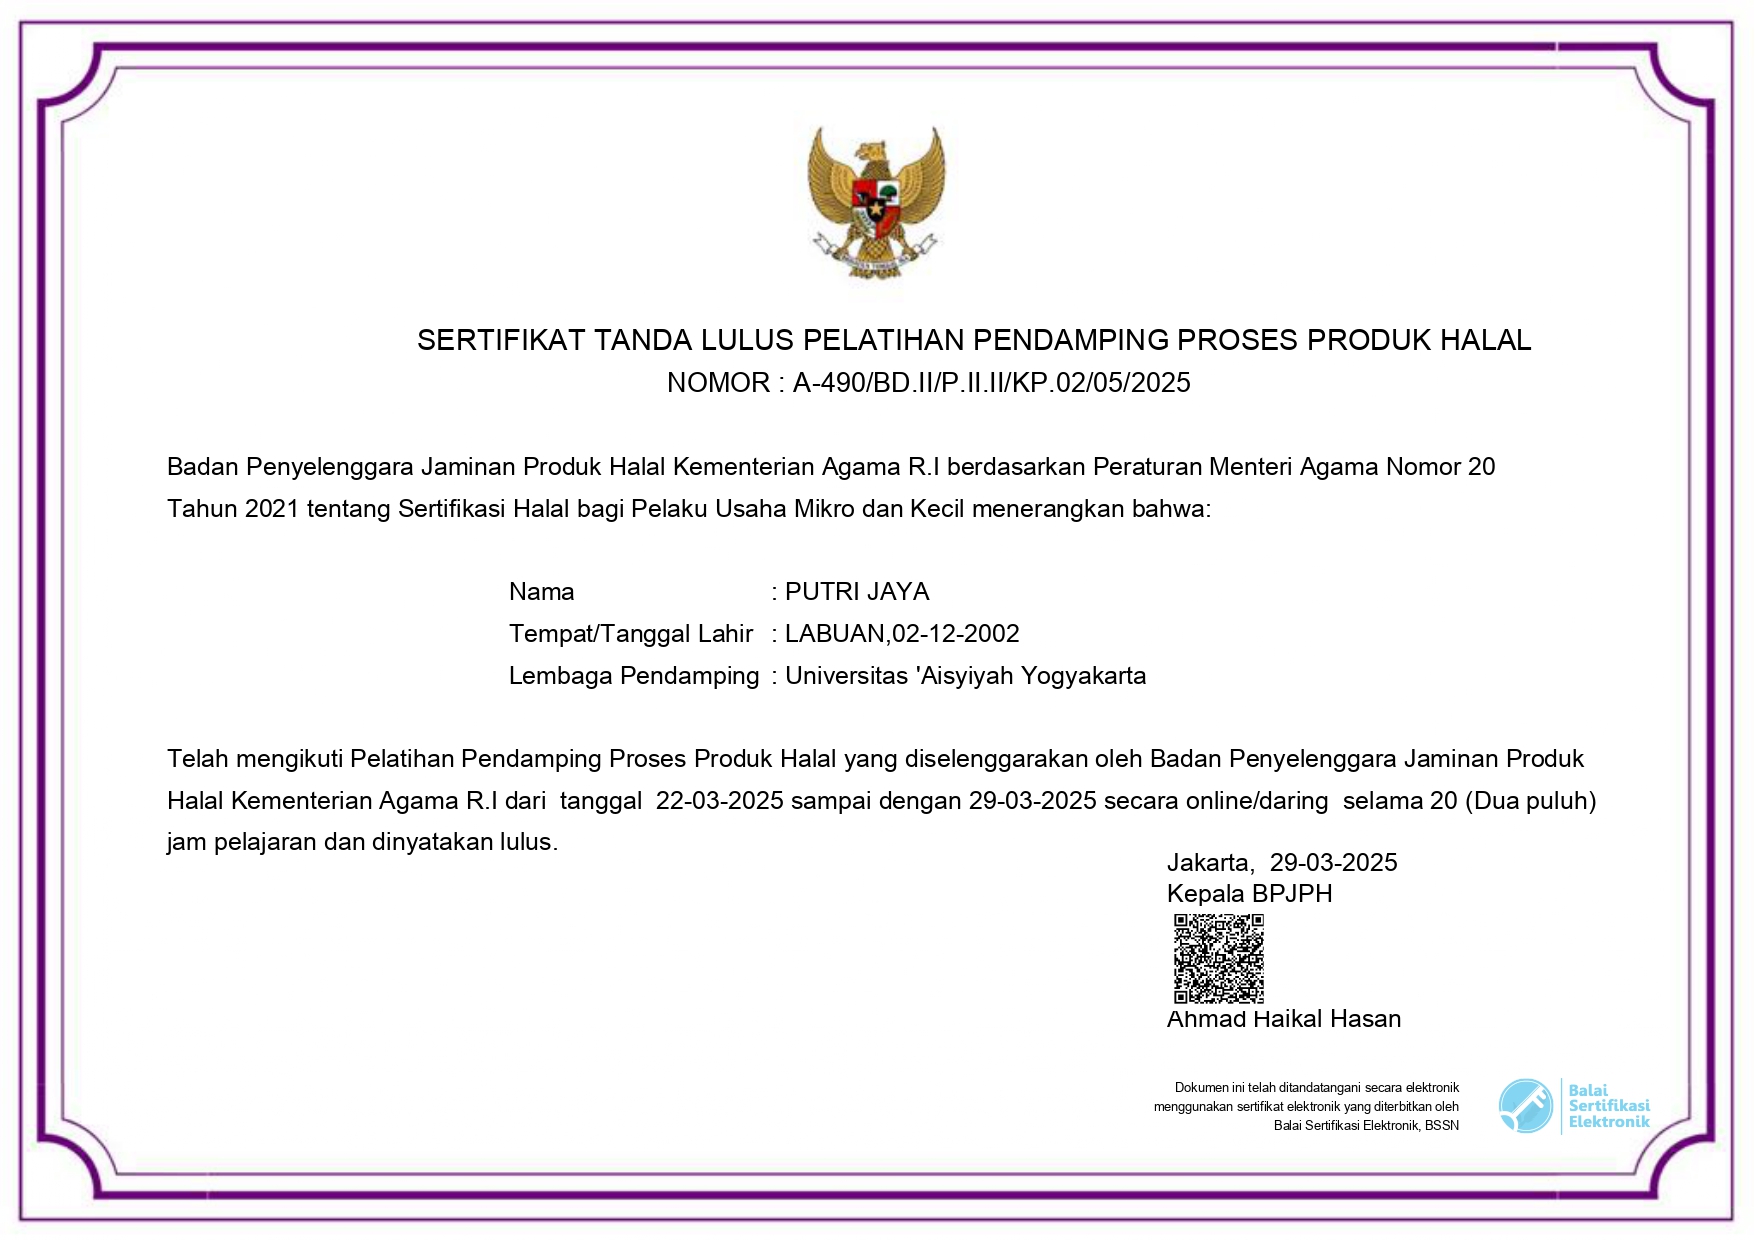 SERTIFIKAT TANDA LULUS PELATIHAN PENDAMPING PROSES PRODUK HALAL
NOMOR : A-490/BD.II/P.II.II/KP.02/05/2025
Badan Penyelenggara Jaminan Produk Halal Kementerian Agama R.I berdasarkan Peraturan Menteri Agama Nomor 20
Tahun 2021 tentang Sertifikasi Halal bagi Pelaku Usaha Mikro dan Kecil menerangkan bahwa:
Nama : PUTRI JAYA
Tempat/Tanggal Lahir : LABUAN,02-12-2002
Lembaga Pendamping : Universitas 'Aisyiyah Yogyakarta
Telah mengikuti Pelatihan Pendamping Proses Produk Halal yang diselenggarakan oleh Badan Penyelenggara Jaminan Produk
Halal Kementerian Agama R.I dari tanggal 22-03-2025 sampai dengan 29-03-2025 secara online/daring selama 20 (Dua puluh)
jam pelajaran dan dinyatakan lulus.
Jakarta, 29-03-2025
Kepala BPJPH
Ahmad Haikal Hasan
Dokumen ini telah ditandatangani secara elektronik
menggunakan sertifikat elektronik yang diterbitkan oleh
Balai Sertifikasi Elektronik, BSSN
Balai
Sertifikasi
Elektronik